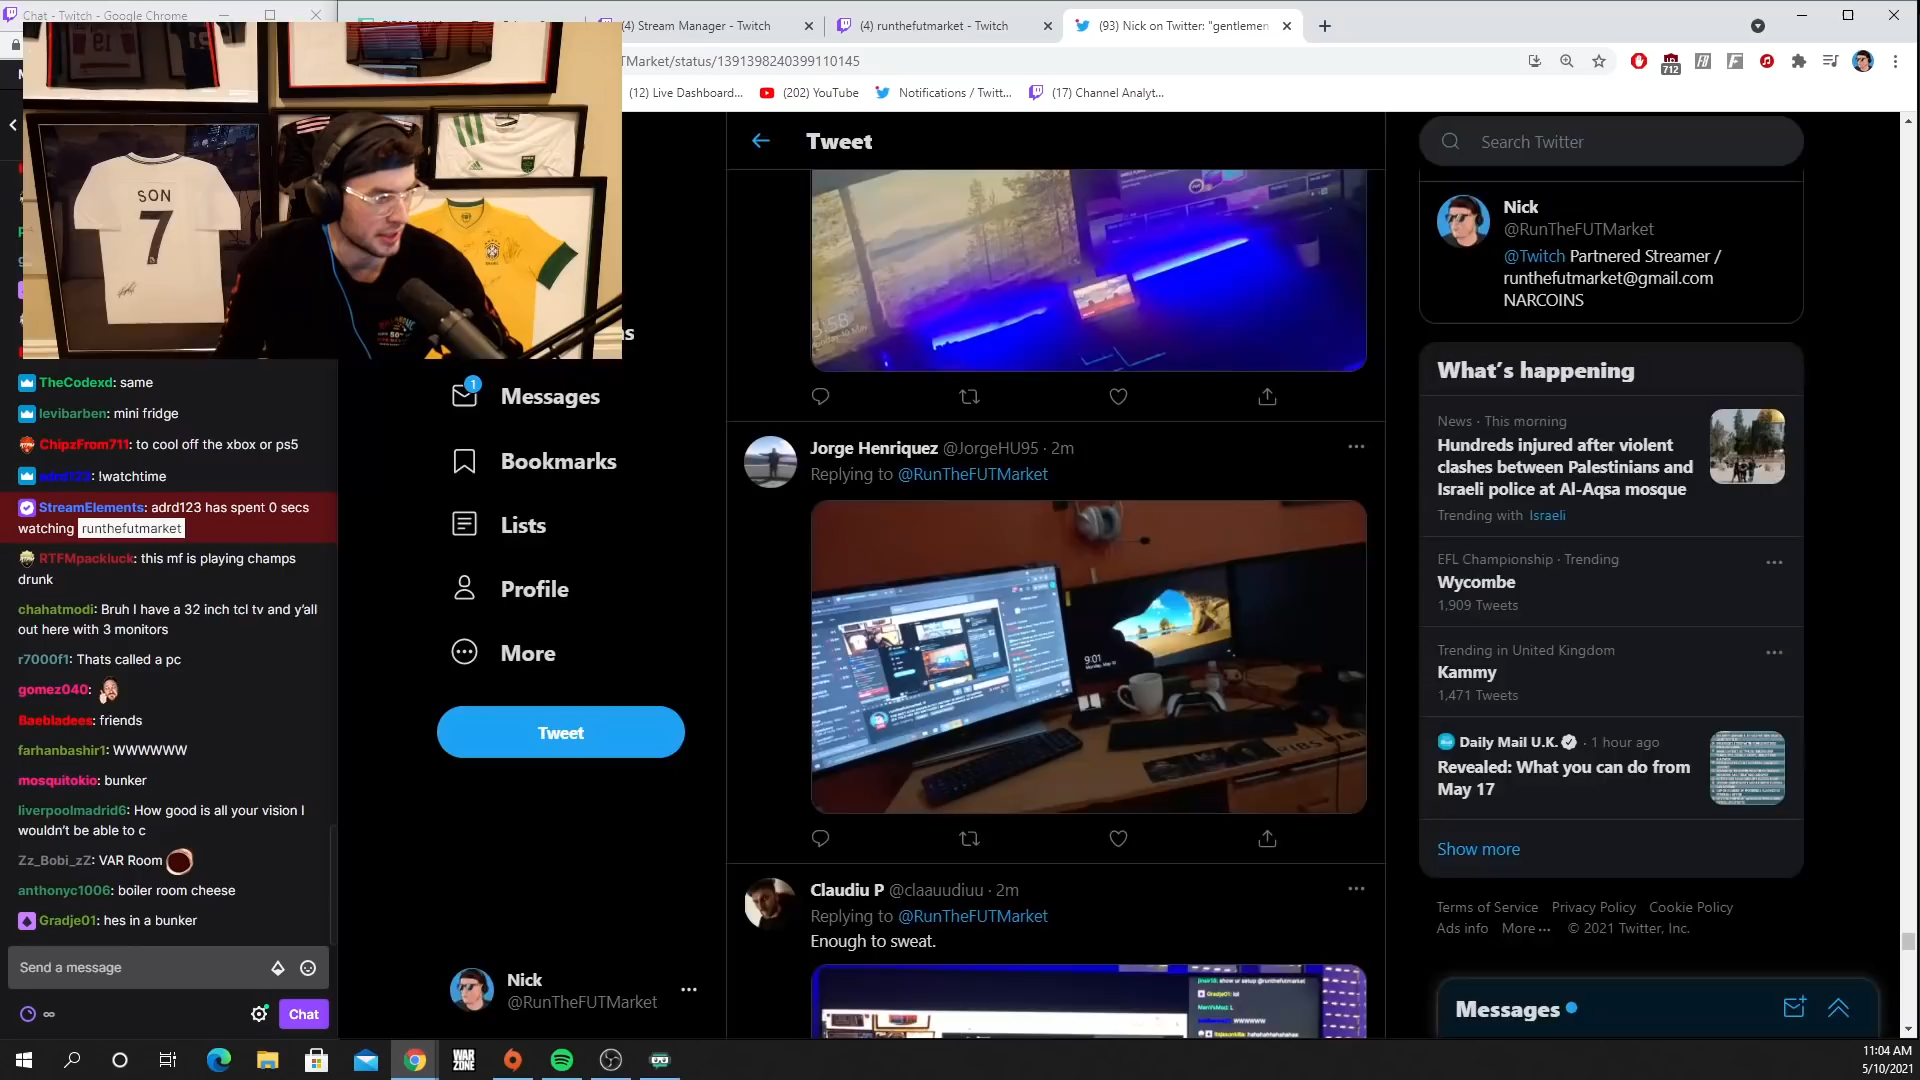 Chat - Twitch - Google Chrome
(4) Stream Manager - Twitch
(4) runthefutmarket - Twitch
(93) Nick on Twitter: "gentlemen
TMarket/status/1391398240399110145
712
(12) Live Dashboard...
(202) YouTube
Notifications / Twitt...
(17) Channel Analyt...
SON
7
TheCodexd: same
levibarben: mini fridge
ChipzFrom711: to cool off the xbox or ps5
adrd123: !watchtime
StreamElements: adrd123 has spent 0 secs
watching runthefutmarket
RTFMpackluck: this mf is playing champs
drunk
chahatmodi: Bruh I have a 32 inch tcl tv and y'all
out here with 3 monitors
r7000f1: Thats called a pc
gomez040:
Baebladees: friends
farhanbashir1: WWWWWW
mosquitokio: bunker
liverpoolmadrid6: How good is all your vision I
wouldn't be able to c
Zz_Bobi_zZ: VAR Room
anthonyc1006: boiler room cheese
Gradje01: hes in a bunker
Send a message
∞
Chat
1
Messages
Bookmarks
Lists
Profile
More
Tweet
Nick
@RunTheFUTMarket
Tweet
Jorge Henriquez @JorgeHU95 · 2m
Replying to @RunTheFUTMarket
9:01
Claudiu P @claauudiuu · 2m
Replying to @RunTheFUTMarket
Enough to sweat.
Search Twitter
Nick
@RunTheFUTMarket
@Twitch Partnered Streamer /
runthefutmarket@gmail.com
NARCOINS
What's happening
News · This morning
Hundreds injured after violent
clashes between Palestinians and
Israeli police at Al-Aqsa mosque
Trending with Israeli
EFL Championship · Trending
Wycombe
1,909 Tweets
Trending in United Kingdom
Kammy
1,471 Tweets
Daily Mail U.K. · 1 hour ago
Revealed: What you can do from
May 17
Show more
Terms of Service Privacy Policy Cookie Policy
Ads info More ··· © 2021 Twitter, Inc.
Messages
WAR
ZONE
11:04 AM
5/10/2021